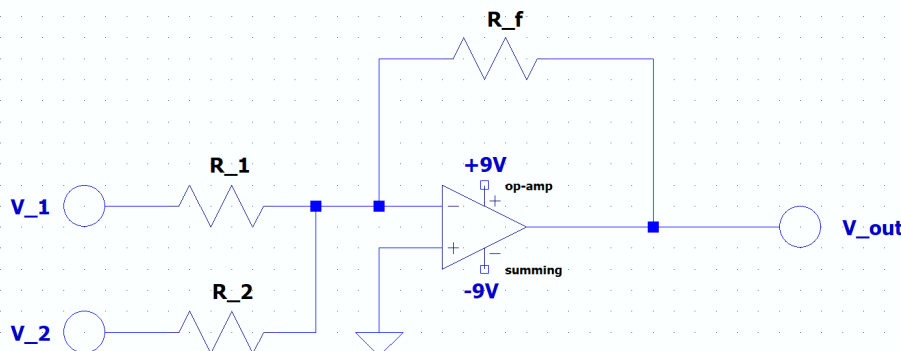 R_f
R_1
+9V
op-amp
V_1
V_out
summing
R_2
-9V
V_2